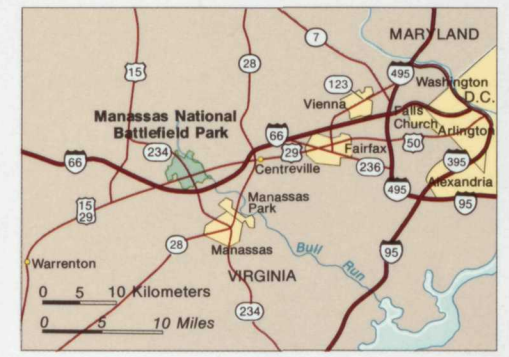 MARYLAND
7
28
15
495
Washington
D.C.
123
Vienna
Manassas National
Battlefield Park
Falls
Church
Arlington
66
50
234
29
Fairfax
66
Centreville
236
395
Alexandria
495
95
15
29
Manassas
Park
28
Manassas
Bull Run
95
Warrenton
VIRGINIA
0 5 10 Kilometers
234
0 5 10 Miles